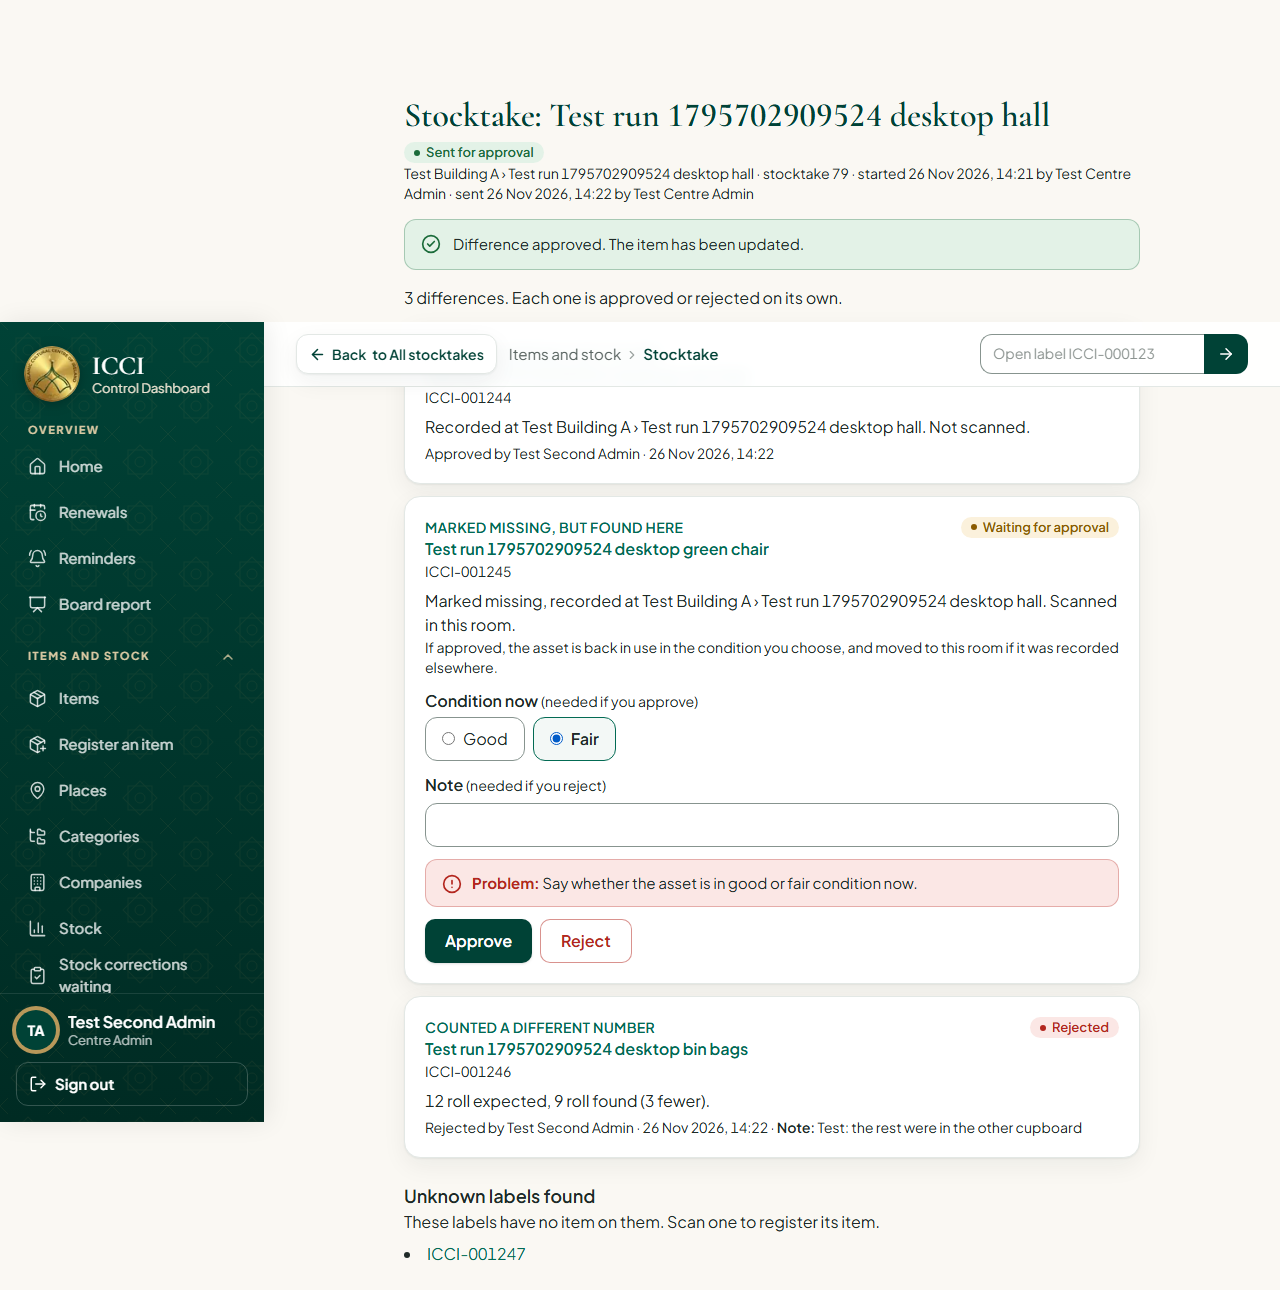 Stocktake: Test run 1795702909524 desktop hall
Sent for approval
Test Building A › Test run 1795702909524 desktop hall · stocktake 79 · started 26 Nov 2026, 14:21 by Test Centre
Admin · sent 26 Nov 2026, 14:22 by Test Centre Admin
Difference approved. The item has been updated.
3 differences. Each one is approved or rejected on its own.
ICCI
Control Dashboard
OVERVIEW
Home
Renewals
Reminders
Board report
ITEMS AND STOCK
Items
Register an item
Places
Categories
Companies
Stock
Stock corrections
waiting
TA
Test Second Admin
Centre Admin
Sign out
Back to All stocktakes
Items and stock › Stocktake
Open label ICCI-000123
ICCI-001244
Recorded at Test Building A › Test run 1795702909524 desktop hall. Not scanned.
Approved by Test Second Admin · 26 Nov 2026, 14:22
MARKED MISSING, BUT FOUND HERE
Waiting for approval
Test run 1795702909524 desktop green chair
ICCI-001245
Marked missing, recorded at Test Building A › Test run 1795702909524 desktop hall. Scanned
in this room.
If approved, the asset is back in use in the condition you choose, and moved to this room if it was recorded
elsewhere.
Condition now (needed if you approve)
Good
Fair
Note (needed if you reject)
Problem: Say whether the asset is in good or fair condition now.
Approve
Reject
COUNTED A DIFFERENT NUMBER
Rejected
Test run 1795702909524 desktop bin bags
ICCI-001246
12 roll expected, 9 roll found (3 fewer).
Rejected by Test Second Admin · 26 Nov 2026, 14:22 · Note: Test: the rest were in the other cupboard
Unknown labels found
These labels have no item on them. Scan one to register its item.
• ICCI-001247